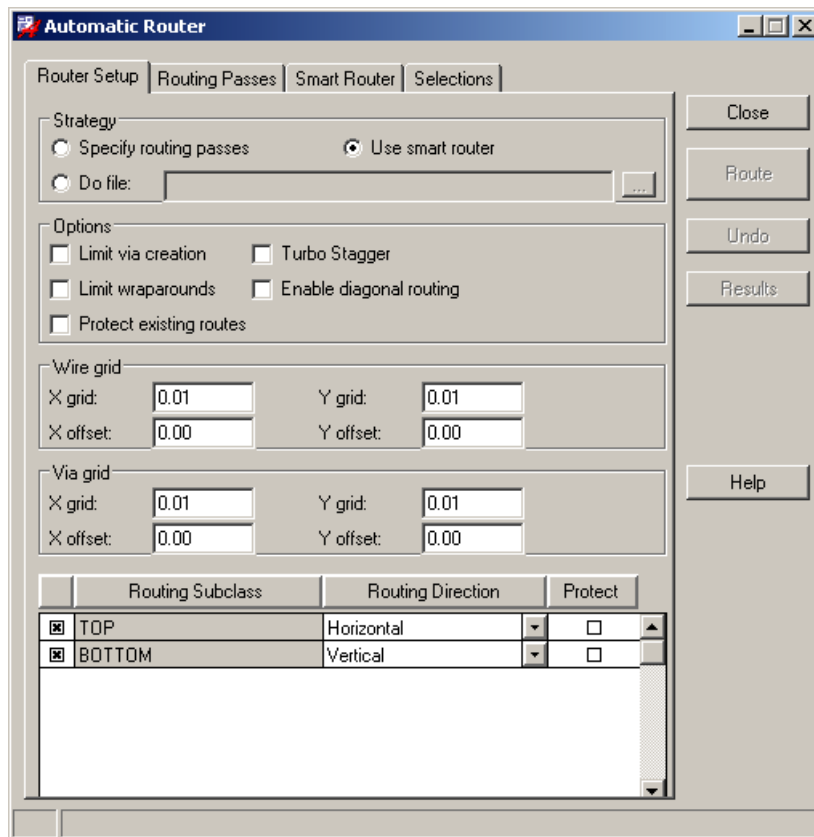 Automatic Router
Router Setup Routing Passes Smart Router Selections
Close
Route
Undo
Results
Help
Strategy
Specify routing passes Use smart router
Do file: ...
Options
Limit via creation Turbo Stagger
Limit wraparounds Enable diagonal routing
Protect existing routes
Wire grid
X grid: 0.01 Y grid: 0.01
X offset: 0.00 Y offset: 0.00
Via grid
X grid: 0.01 Y grid: 0.01
X offset: 0.00 Y offset: 0.00
Routing Subclass Routing Direction Protect
TOP Horizontal
BOTTOM Vertical